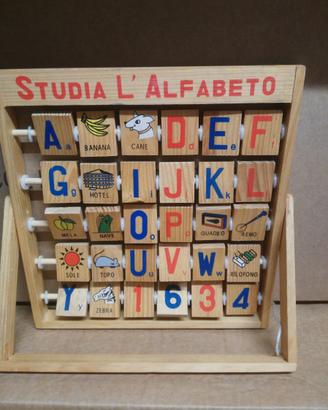 STUDIA L'ALFABETO
A a BANANA CANE D d E e F f
G g HOTEL I i J j K k L l
MELA NAVE O o P p QUADRO REMO
SOLE TOPO U u V v W w XILOFONO
Y y ZEBRA 1 6 3 4